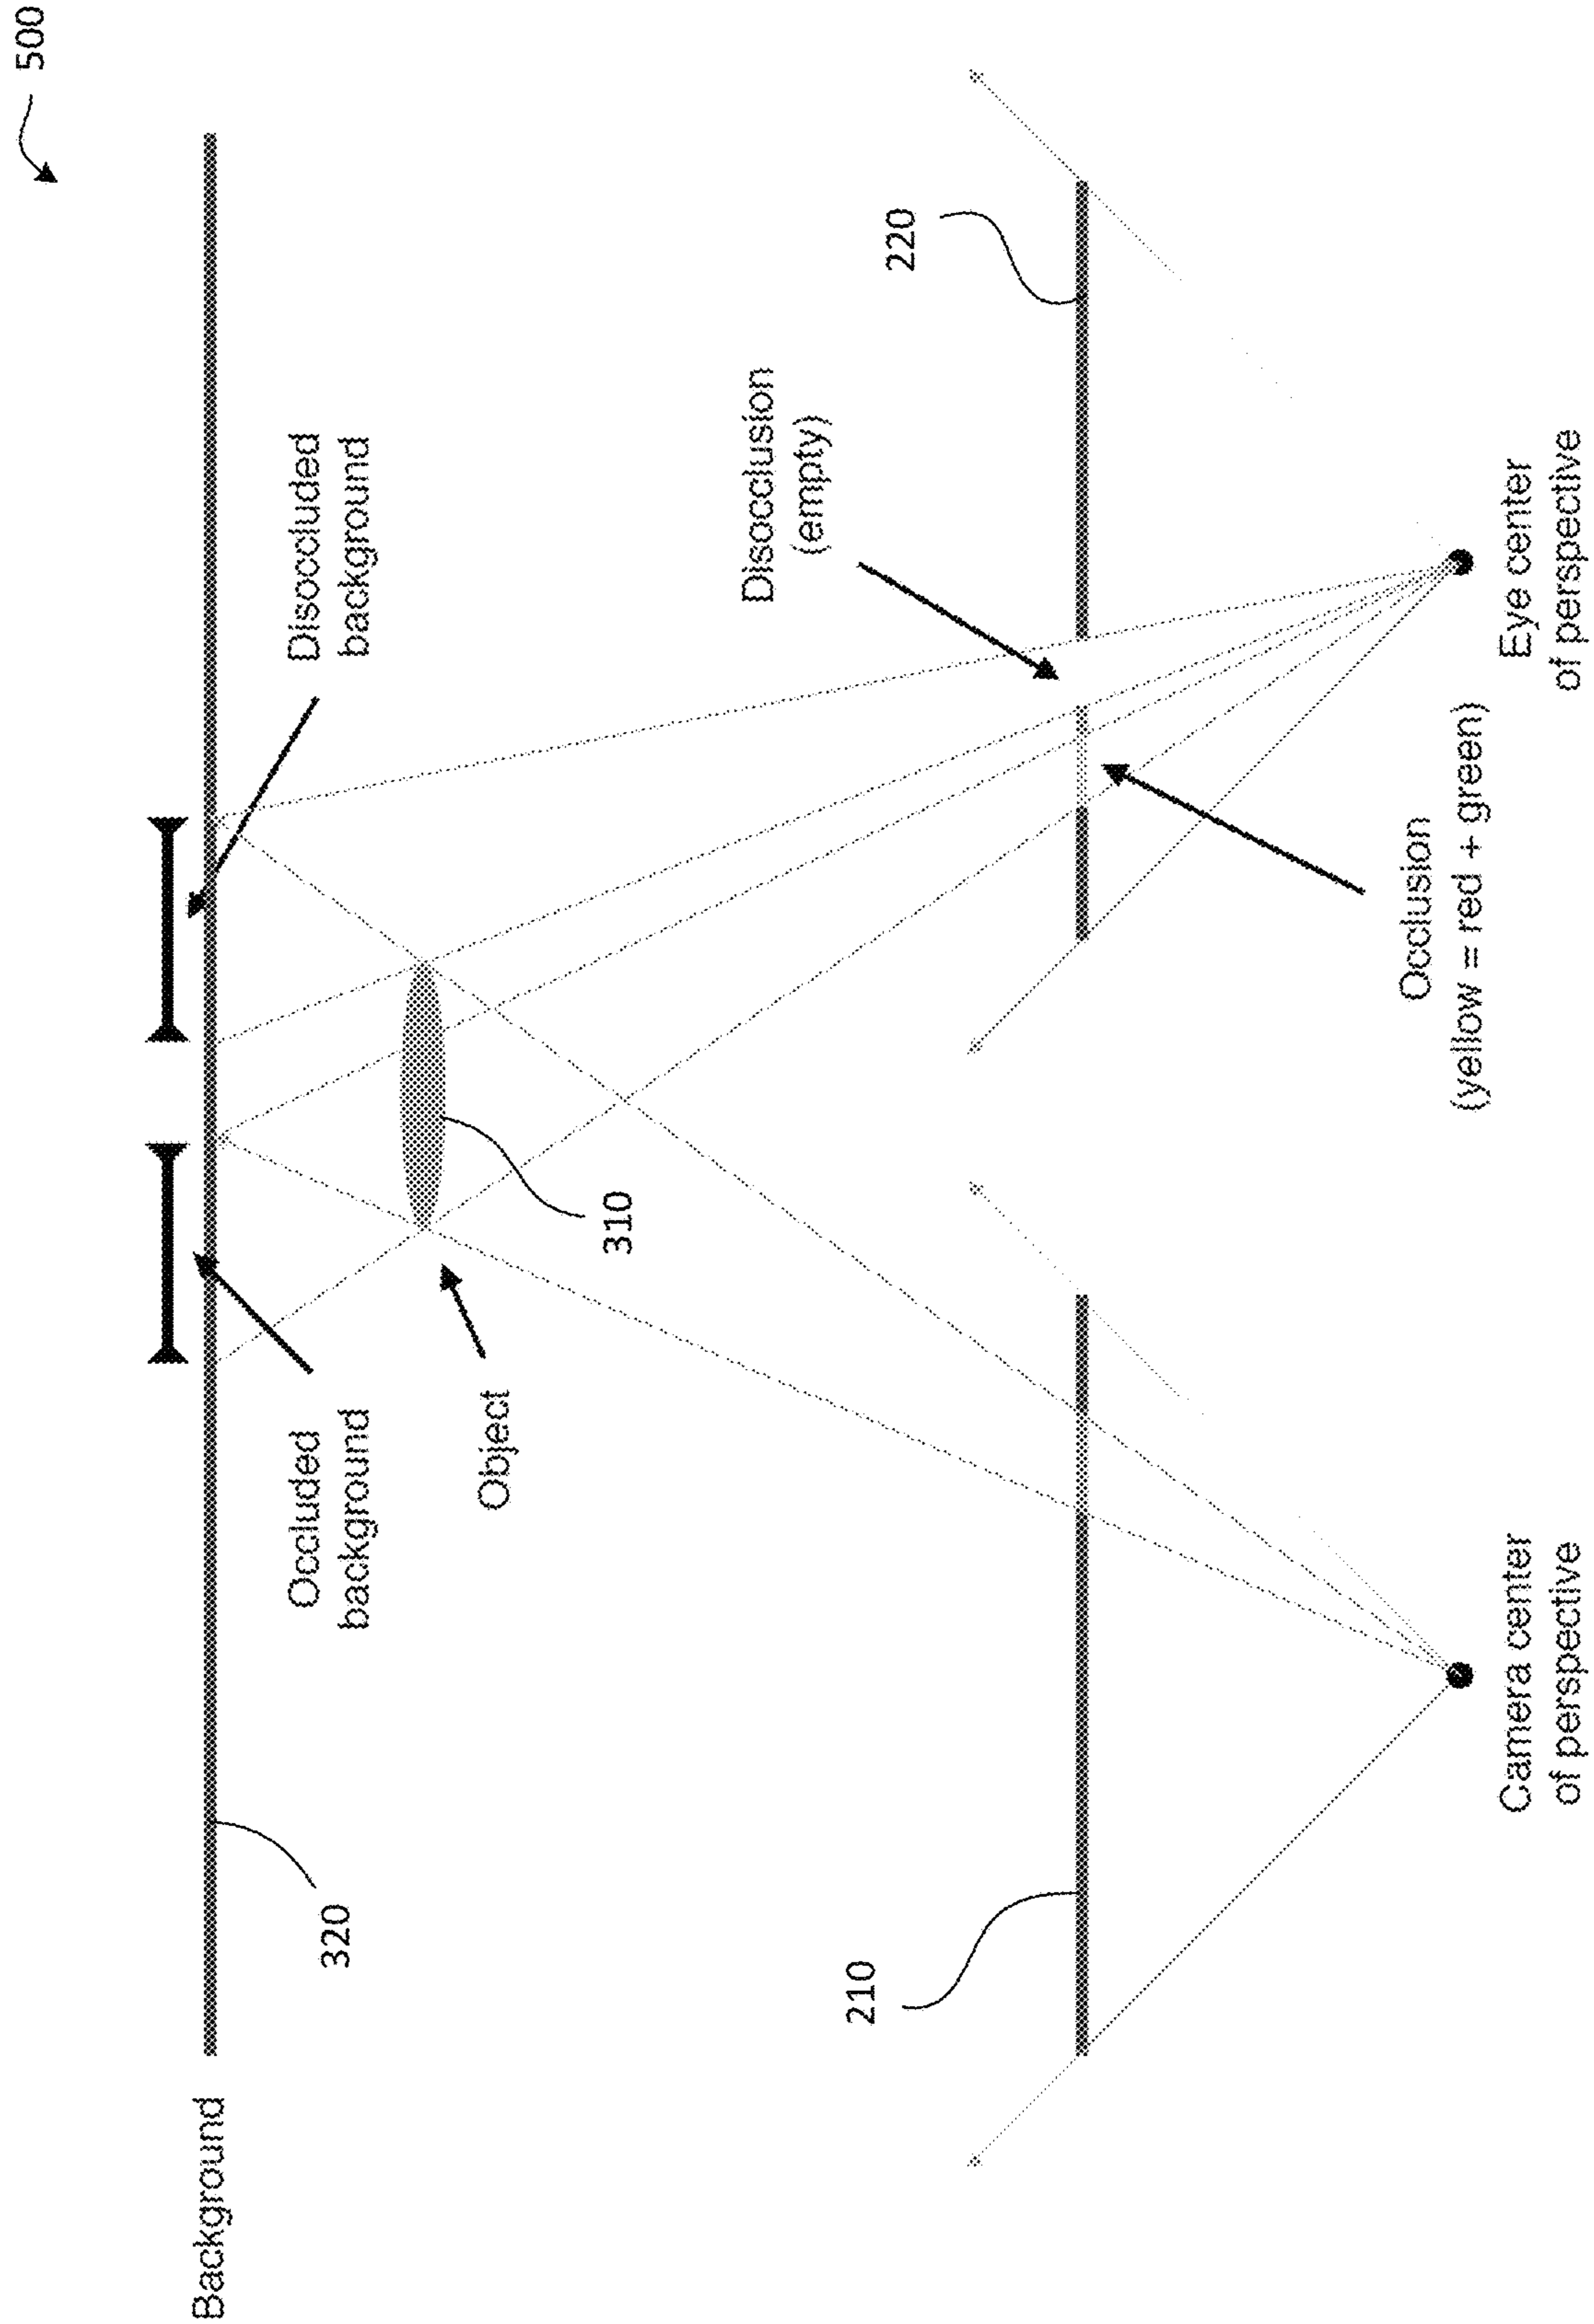 500
Background
320
Occluded
background
Disoccluded
background
Object
310
210
220
Disocclusion
(empty)
Occlusion
(yellow = red + green)
Camera center
of perspective
Eye center
of perspective